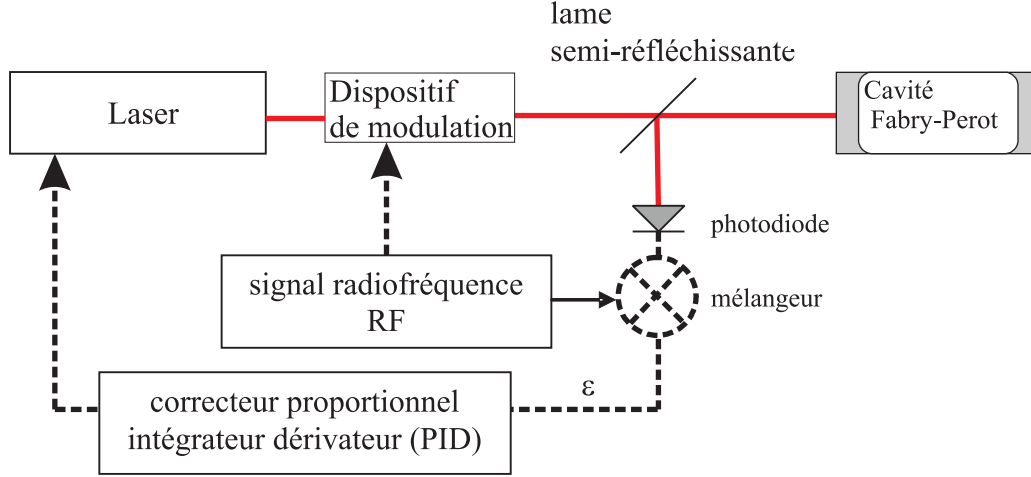 lame
semi-réfléchissante
Laser
Dispositif
de modulation
Cavité
Fabry-Perot
photodiode
signal radiofréquence
RF
mélangeur
ε
correcteur proportionnel
intégrateur dérivateur (PID)